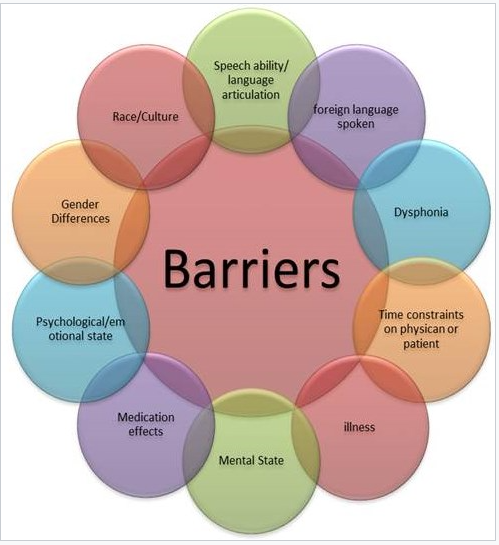 Speech ability/
language
articulation
foreign language
spoken
Dysphonia
Time constraints
on physican or
patient
illness
Mental State
Medication
effects
Psychological/em
otional state
Gender
Differences
Race/Culture
Barriers